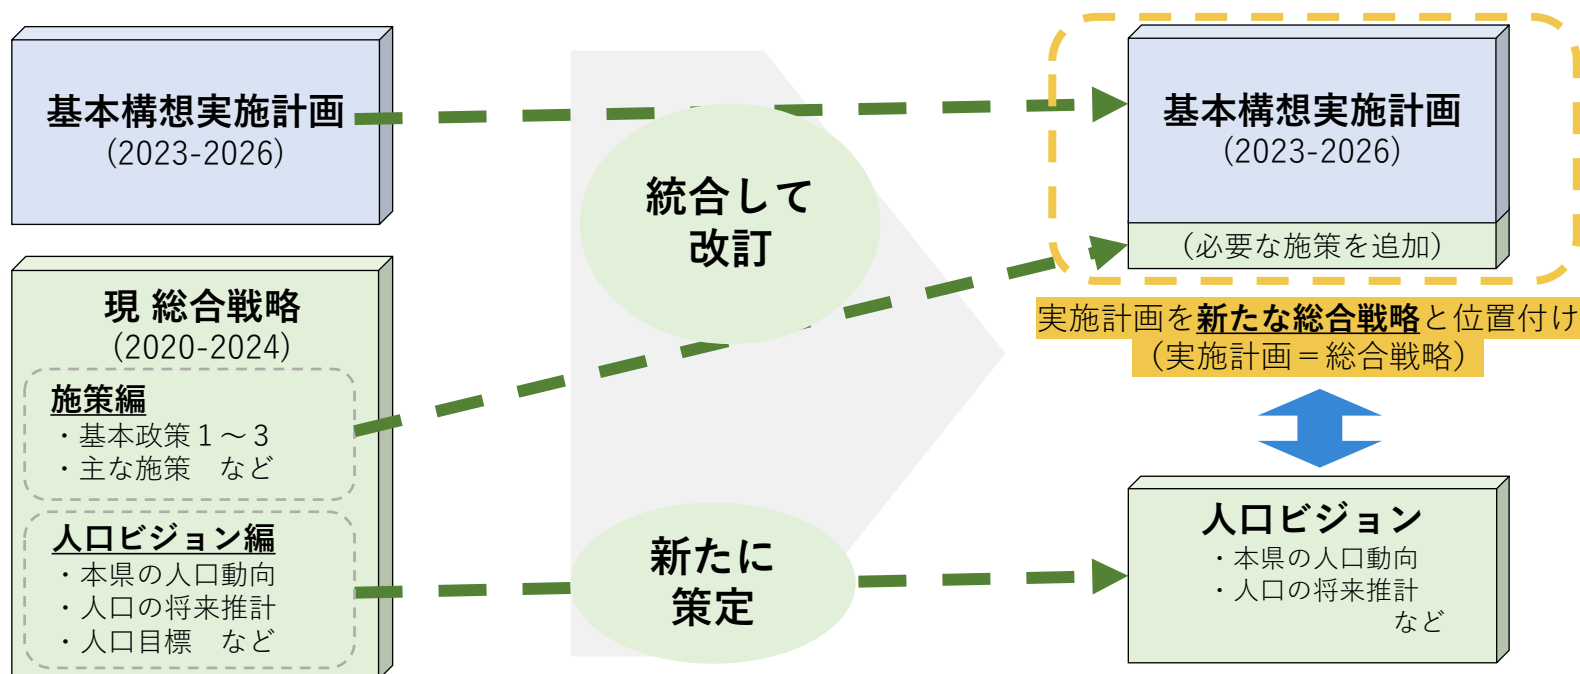 基本構想実施計画
(2023-2026)
現 総合戦略
(2020-2024)
施策編
・基本政策１～３
・主な施策　など
人口ビジョン編
・本県の人口動向
・人口の将来推計
・人口目標　など
統合して
改訂
新たに
策定
基本構想実施計画
(2023-2026)
（必要な施策を追加）
実施計画を新たな総合戦略と位置付け
（実施計画＝総合戦略）
人口ビジョン
・本県の人口動向
・人口の将来推計
など